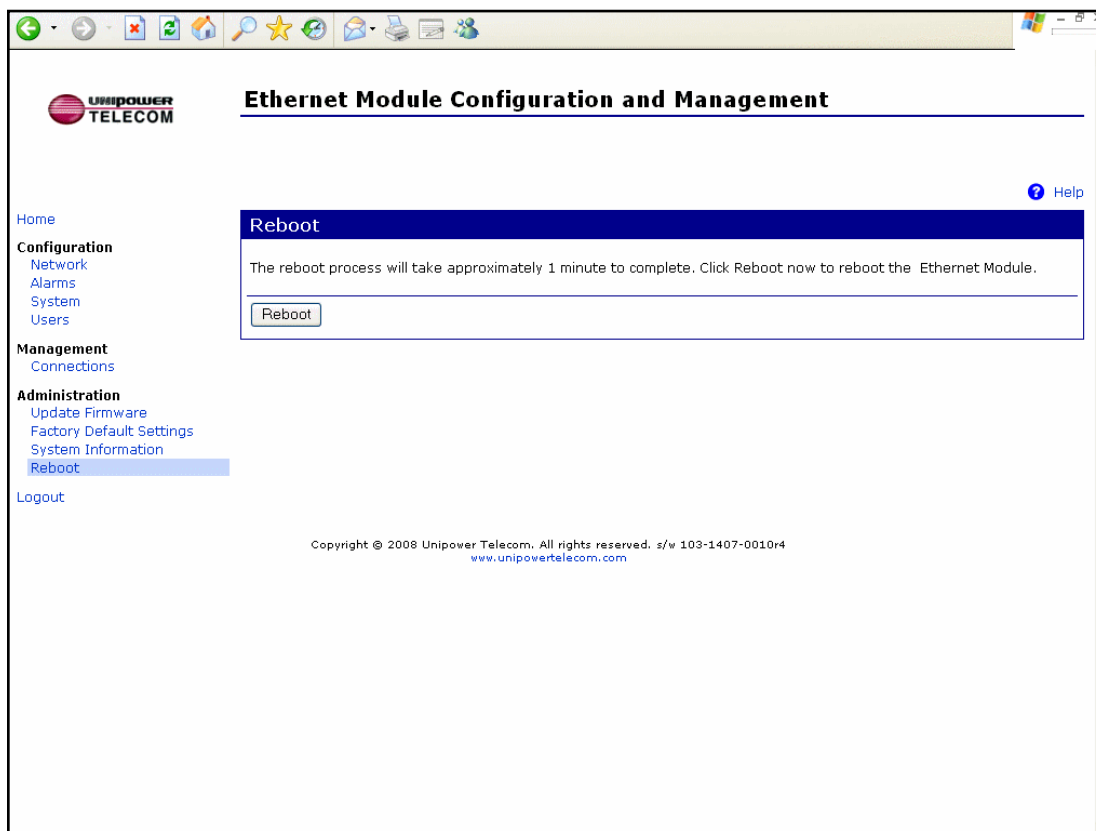 UNIPOWER
TELECOM
Ethernet Module Configuration and Management
Help
Home
Configuration
Network
Alarms
System
Users
Management
Connections
Administration
Update Firmware
Factory Default Settings
System Information
Reboot
Logout
Reboot
The reboot process will take approximately 1 minute to complete. Click Reboot now to reboot the Ethernet Module.
Reboot
Copyright © 2008 Unipower Telecom. All rights reserved. s/w 103-1407-0010r4
www.unipowertelecom.com